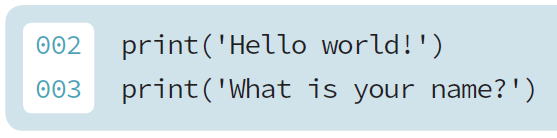 002 print('Hello world!')
003 print('What is your name?')